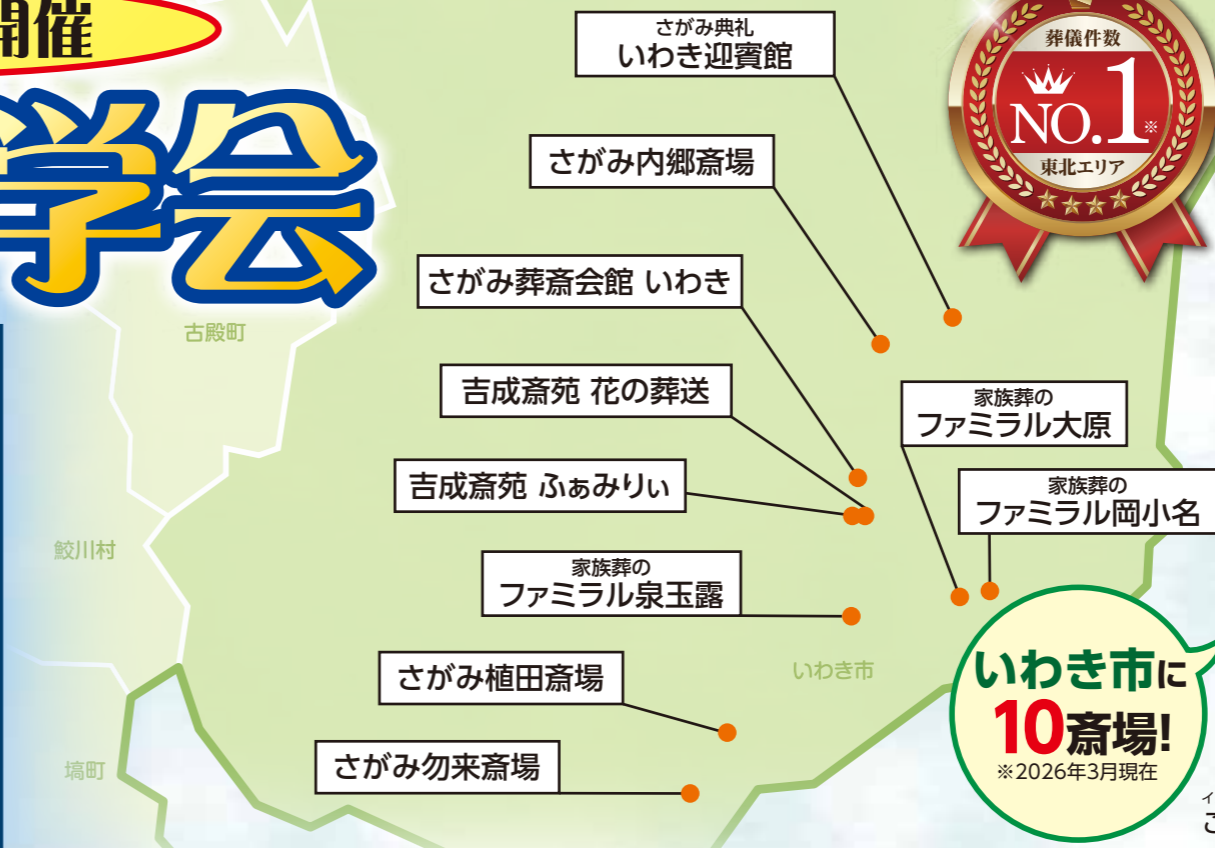 開催
学会
さがみ典礼
いわき迎賓館
葬儀件数
NO.1※
東北エリア
さがみ内郷斎場
さがみ葬斎会館 いわき
古殿町
吉成斎苑 花の葬送
家族葬の
ファミラル大原
吉成斎苑 ふぁみりぃ
家族葬の
ファミラル岡小名
鮫川村
家族葬の
ファミラル泉玉露
さがみ植田斎場
いわき市
いわき市に
10斎場!
※2026年3月現在
さがみ勿来斎場
塙町